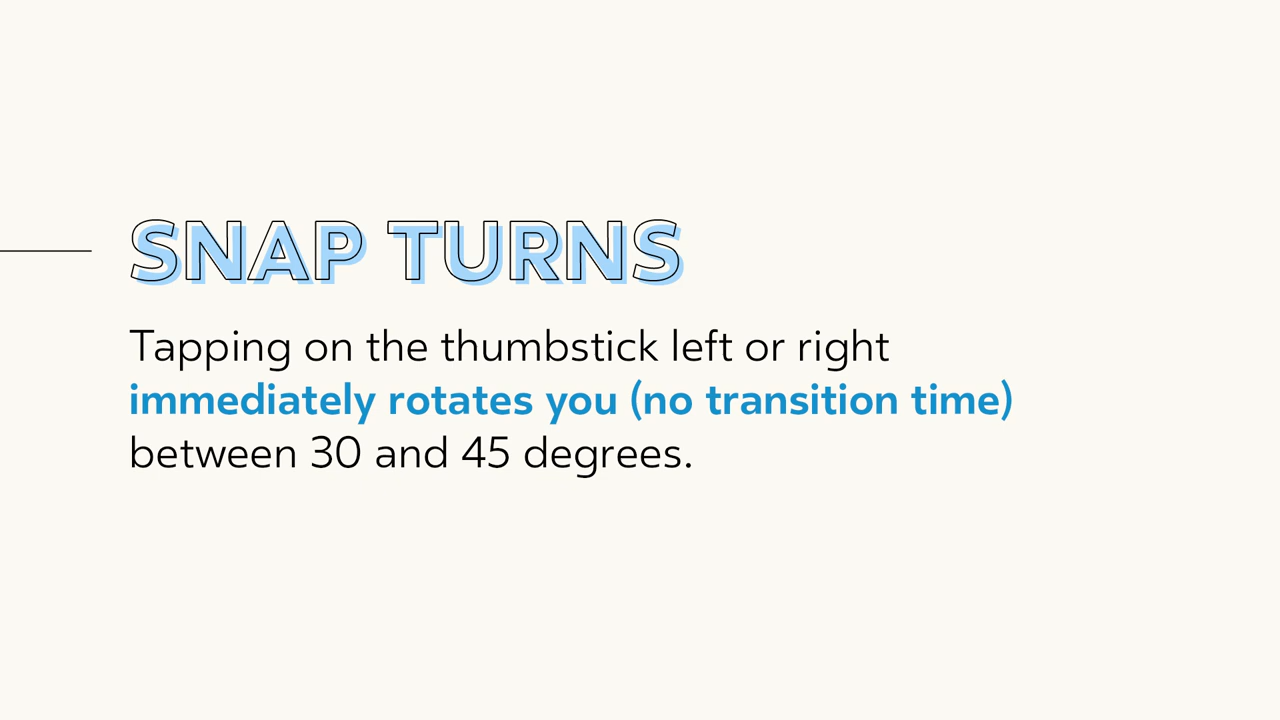 SNAP TURNS
Tapping on the thumbstick left or right
immediately rotates you (no transition time)
between 30 and 45 degrees.